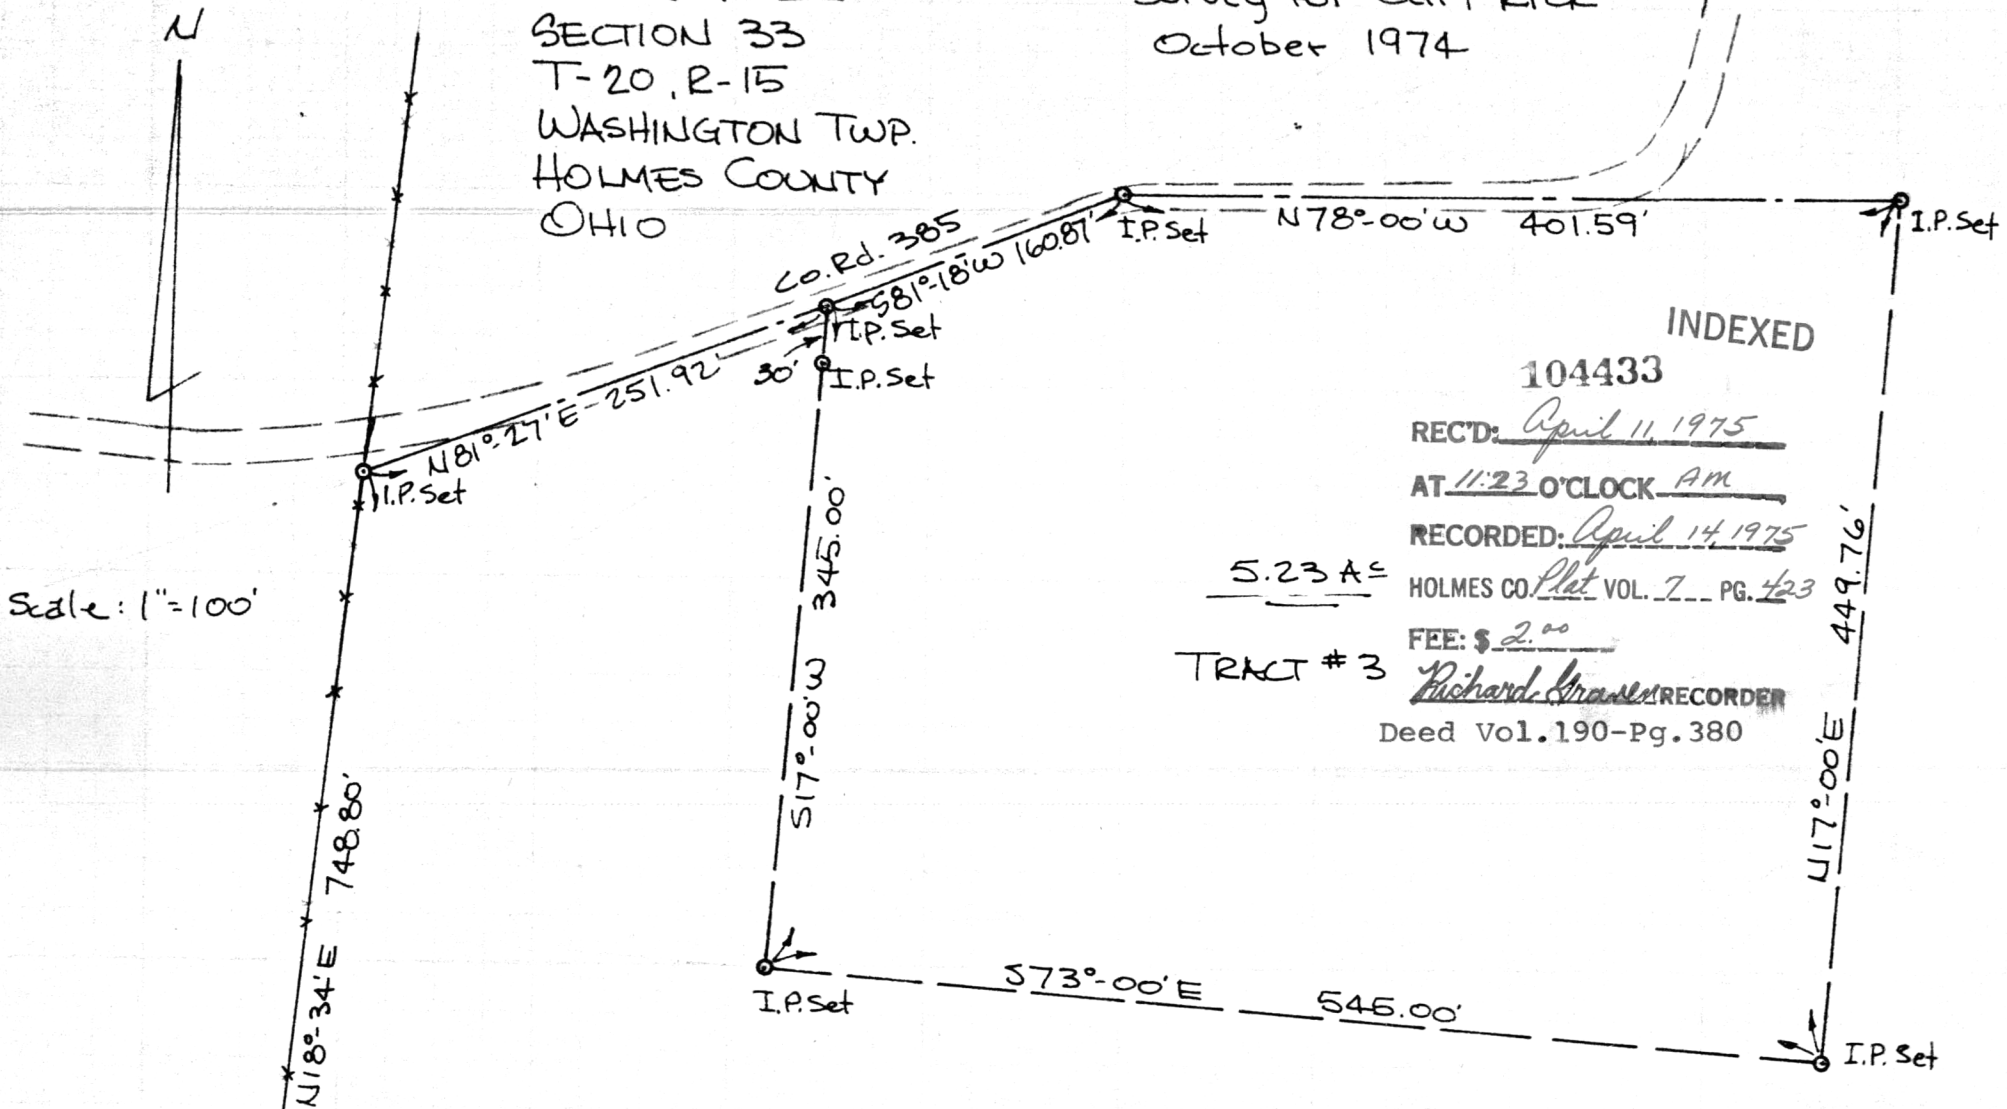 N
SECTION 33
T-20, R-15
WASHINGTON TWP.
HOLMES COUNTY
OHIO
October 1974
Co. Rd. 385
S81°-18'W 160.87'
I.P. Set
N78°-00'W 401.59'
I.P. Set
I.P. Set
30'
I.P. Set
N81°-27'E - 251.92'
I.P. Set
Scale: 1"=100'
N18°-34'E 748.80'
S17°-00'W 345.00'
5.23 Ac
TRACT #3
INDEXED
104433
REC'D: April 11, 1975
AT 11:23 O'CLOCK AM
RECORDED: April 14, 1975
HOLMES CO. Plat VOL. 7 PG. 423
FEE: $ 2.00
Richard Graven RECORDER
Deed Vol.190-Pg.380
N17°-00'E 449.76'
S73°-00'E 545.00'
I.P. Set
I.P. Set